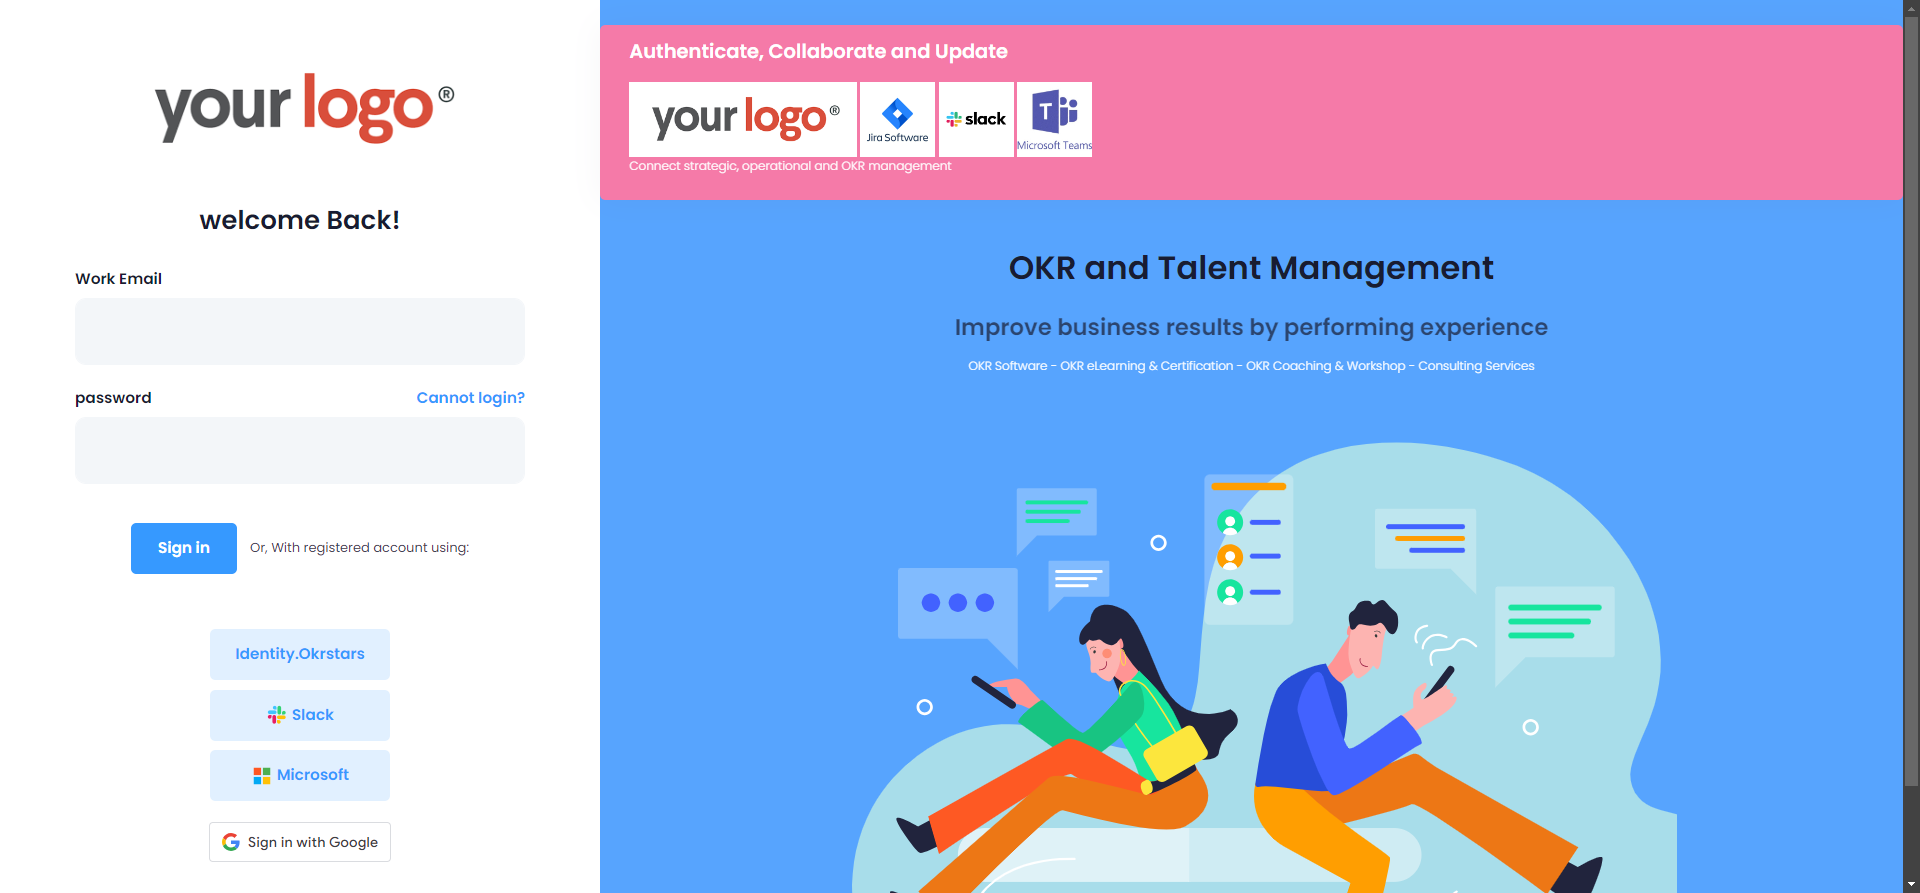 your logo®
welcome Back!
Work Email
password
Cannot login?
Sign in
Or, With registered account using:
Identity.Okrstars
Slack
Microsoft
Sign in with Google
Authenticate, Collaborate and Update
your logo®
Jira Software
slack
Microsoft Teams
Connect strategic, operational and OKR management
OKR and Talent Management
Improve business results by performing experience
OKR Software - OKR eLearning & Certification - OKR Coaching & Workshop - Consulting Services